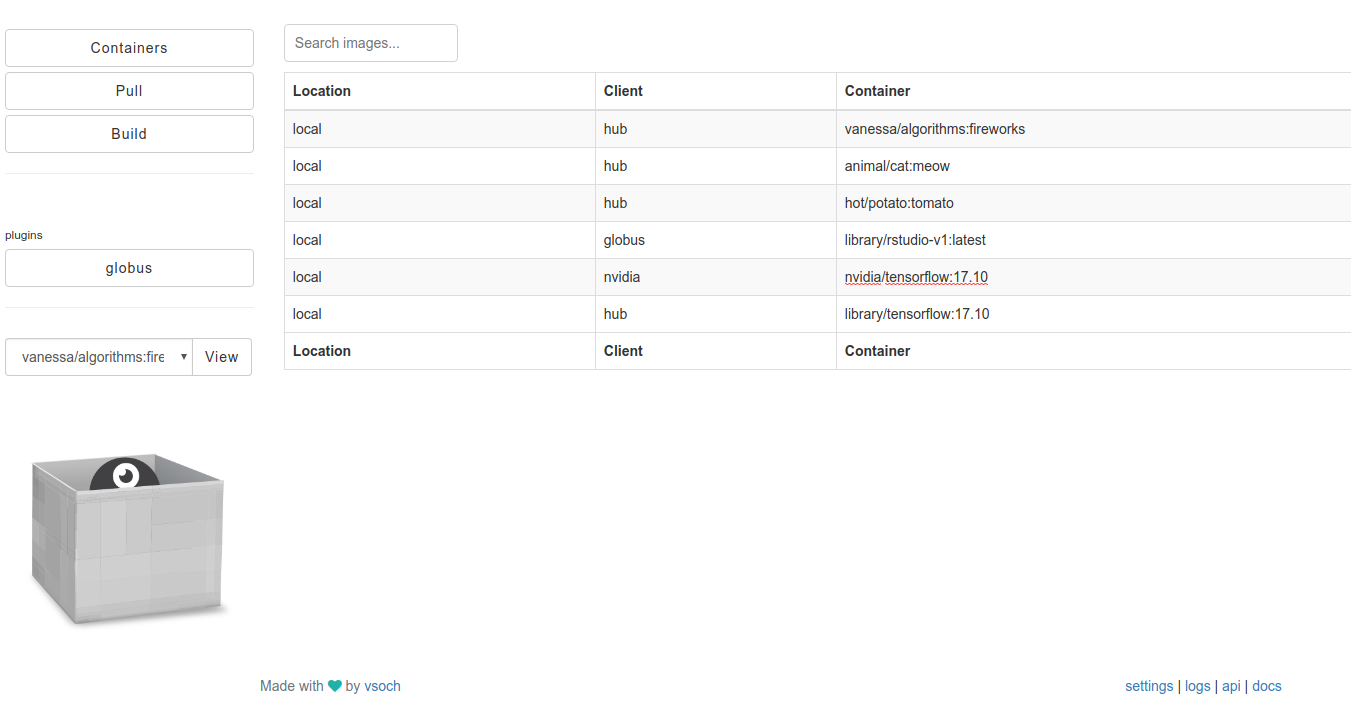 Containers
Pull
Build
plugins
globus
vanessa/algorithms:fire
View
Search images...
Location Client Container
local hub vanessa/algorithms:fireworks
local hub animal/cat:meow
local hub hot/potato:tomato
local globus library/rstudio-v1:latest
local nvidia nvidia/tensorflow:17.10
local hub library/tensorflow:17.10
Location Client Container
Made with by vsoch
settings | logs | api | docs